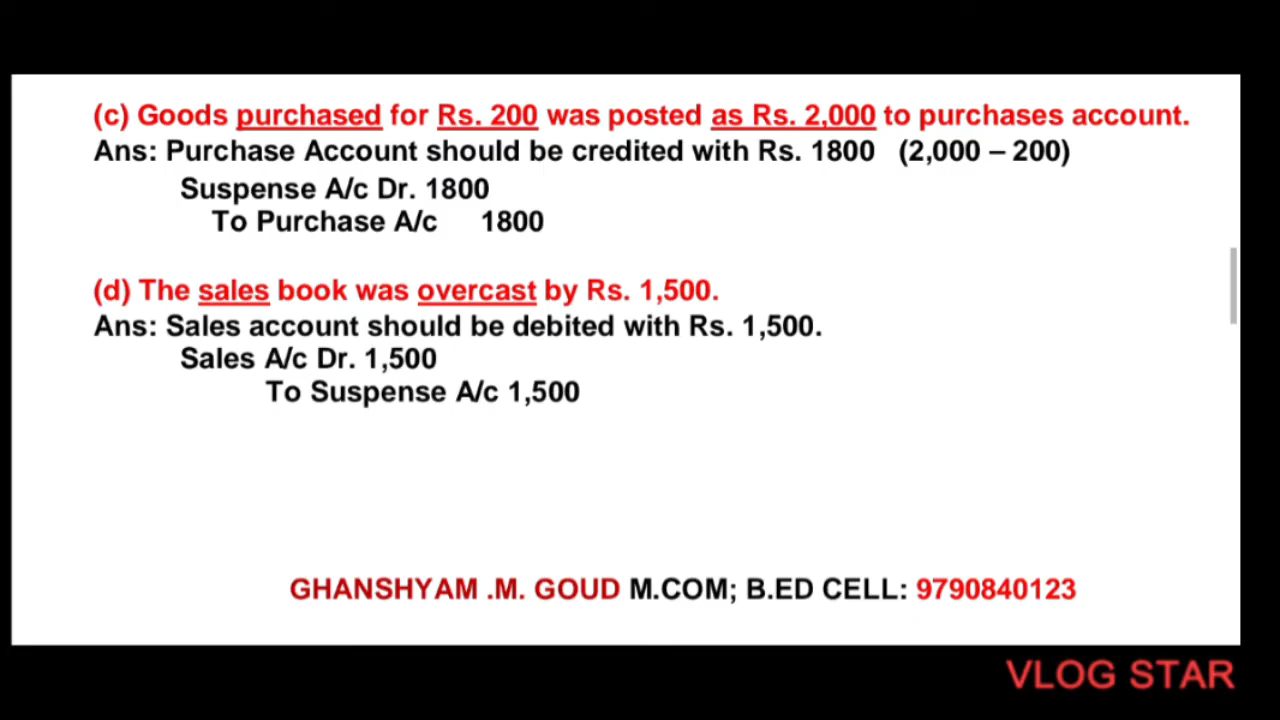 (c) Goods purchased for Rs. 200 was posted as Rs. 2,000 to purchases account.
Ans: Purchase Account should be credited with Rs. 1800 (2,000 – 200)
Suspense A/c Dr. 1800
To Purchase A/c 1800
(d) The sales book was overcast by Rs. 1,500.
Ans: Sales account should be debited with Rs. 1,500.
Sales A/c Dr. 1,500
To Suspense A/c 1,500
GHANSHYAM .M. GOUD M.COM; B.ED CELL: 9790840123
VLOG STAR